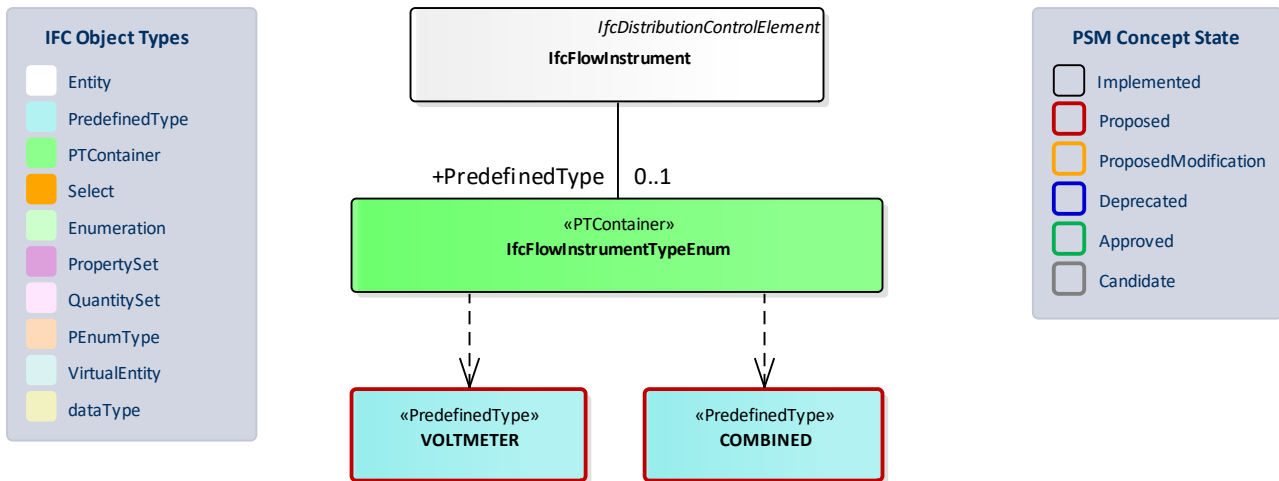 IFC Object Types
Entity
PredefinedType
PTContainer
Select
Enumeration
PropertySet
QuantitySet
PEnumType
VirtualEntity
dataType
IfcDistributionControlElement
IfcFlowInstrument
+PredefinedType 0..1
«PTContainer»
IfcFlowInstrumentTypeEnum
«PredefinedType»
VOLTMETER
«PredefinedType»
COMBINED
PSM Concept State
Implemented
Proposed
ProposedModification
Deprecated
Approved
Candidate